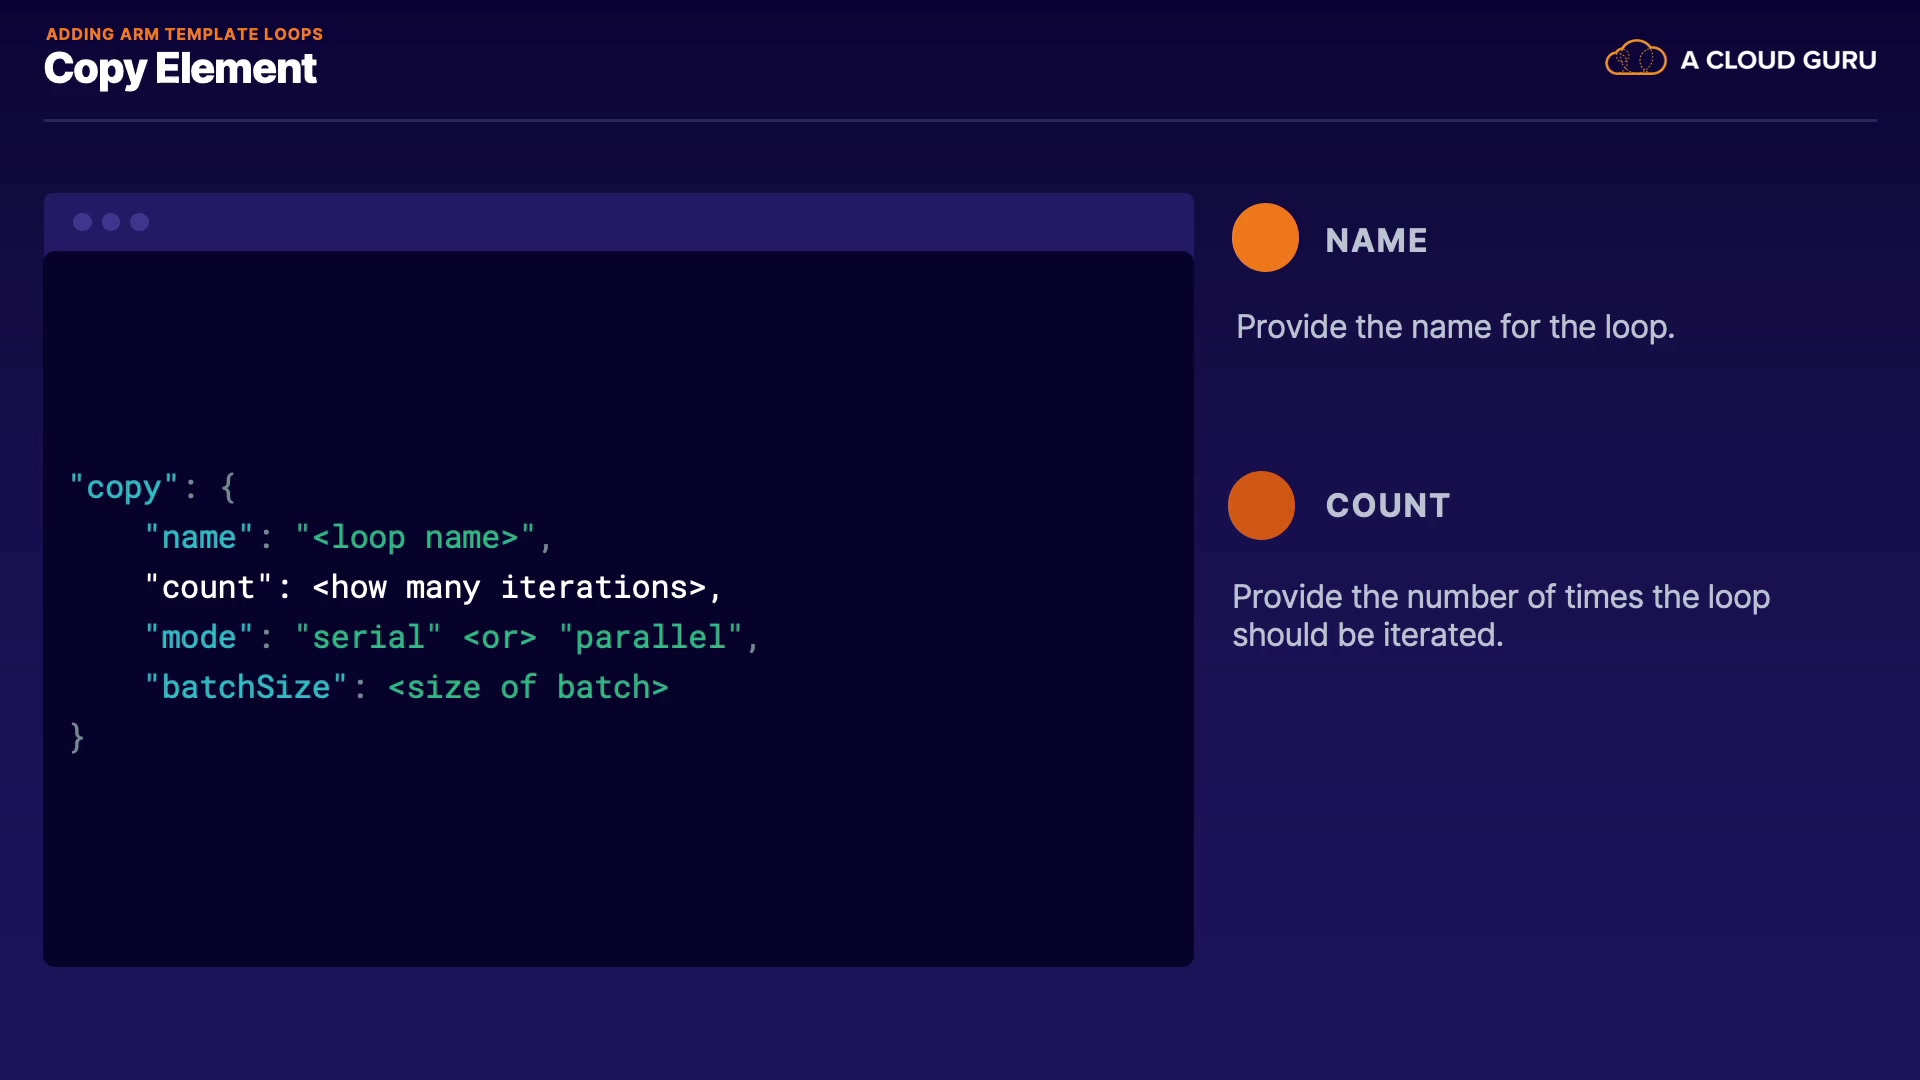 ADDING ARM TEMPLATE LOOPS
Copy Element
A CLOUD GURU
"copy": {
"name": "<loop name>",
"count": <how many iterations>,
"mode": "serial" <or> "parallel",
"batchSize": <size of batch>
}
NAME
Provide the name for the loop.
COUNT
Provide the number of times the loop
should be iterated.